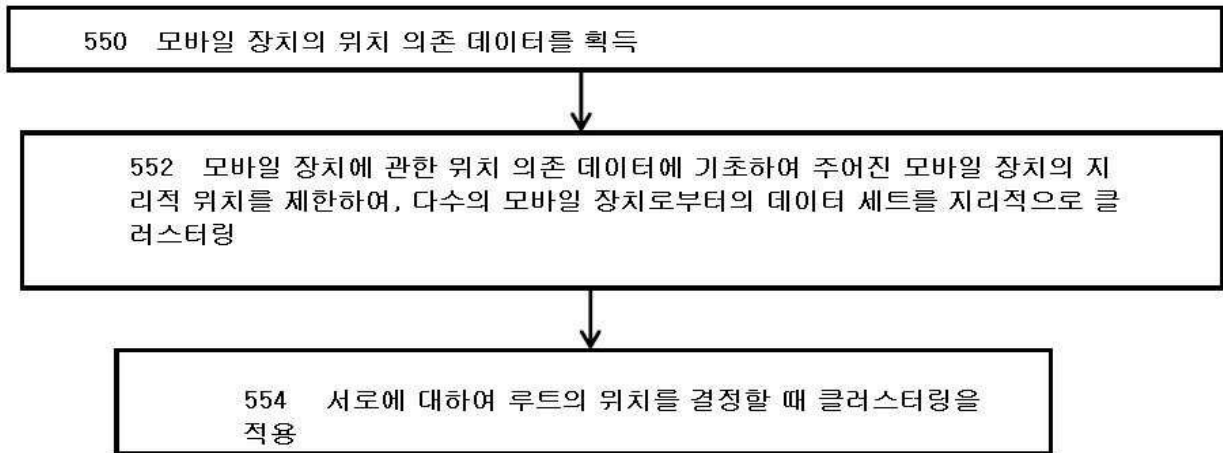 550 모바일 장치의 위치 의존 데이터를 획득
552 모바일 장치에 관한 위치 의존 데이터에 기초하여 주어진 모바일 장치의 지
리적 위치를 제한하여, 다수의 모바일 장치로부터의 데이터 세트를 지리적으로 클
러스터링
554 서로에 대하여 루트의 위치를 결정할 때 클러스터링을
적용